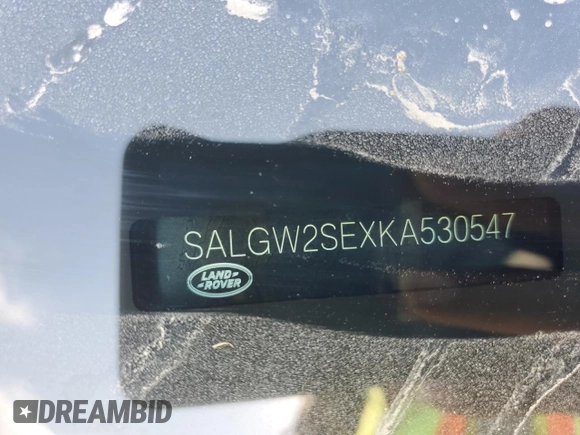 SALGW2SEXKA530547
LAND-
-ROVER
DREAMBID